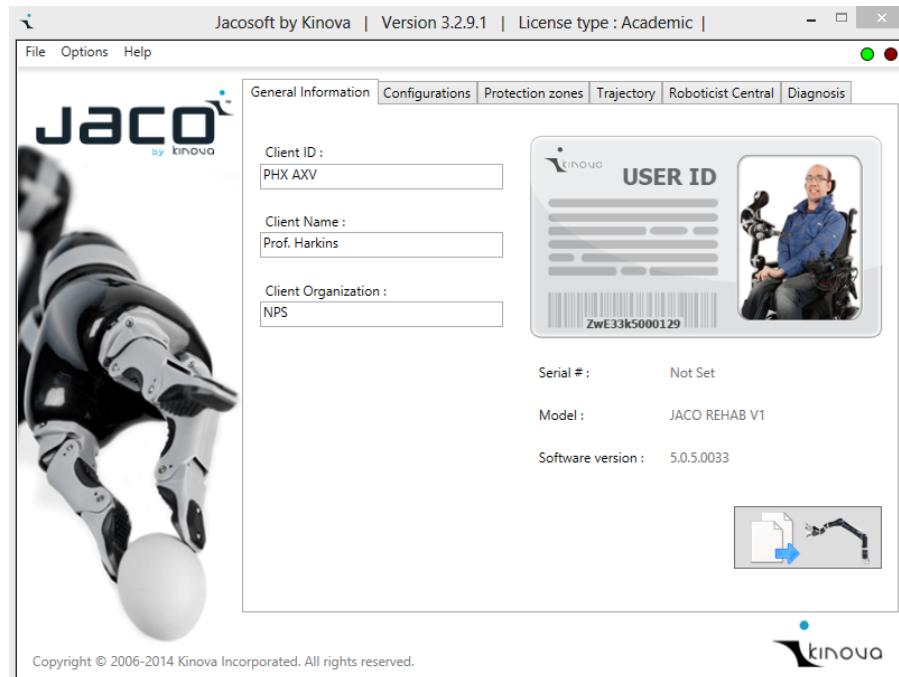 Jacosoft by Kinova | Version 3.2.9.1 | License type : Academic |
File Options Help
General Information Configurations Protection zones Trajectory Roboticist Central Diagnosis
Jaco
by kinova
Client ID :
PHX AXV
Client Name :
Prof. Harkins
Client Organization :
NPS
kinova
USER ID
ZwE33k5000129
Serial # : Not Set
Model : JACO REHAB V1
Software version : 5.0.5.0033
kinova
Copyright © 2006-2014 Kinova Incorporated. All rights reserved.